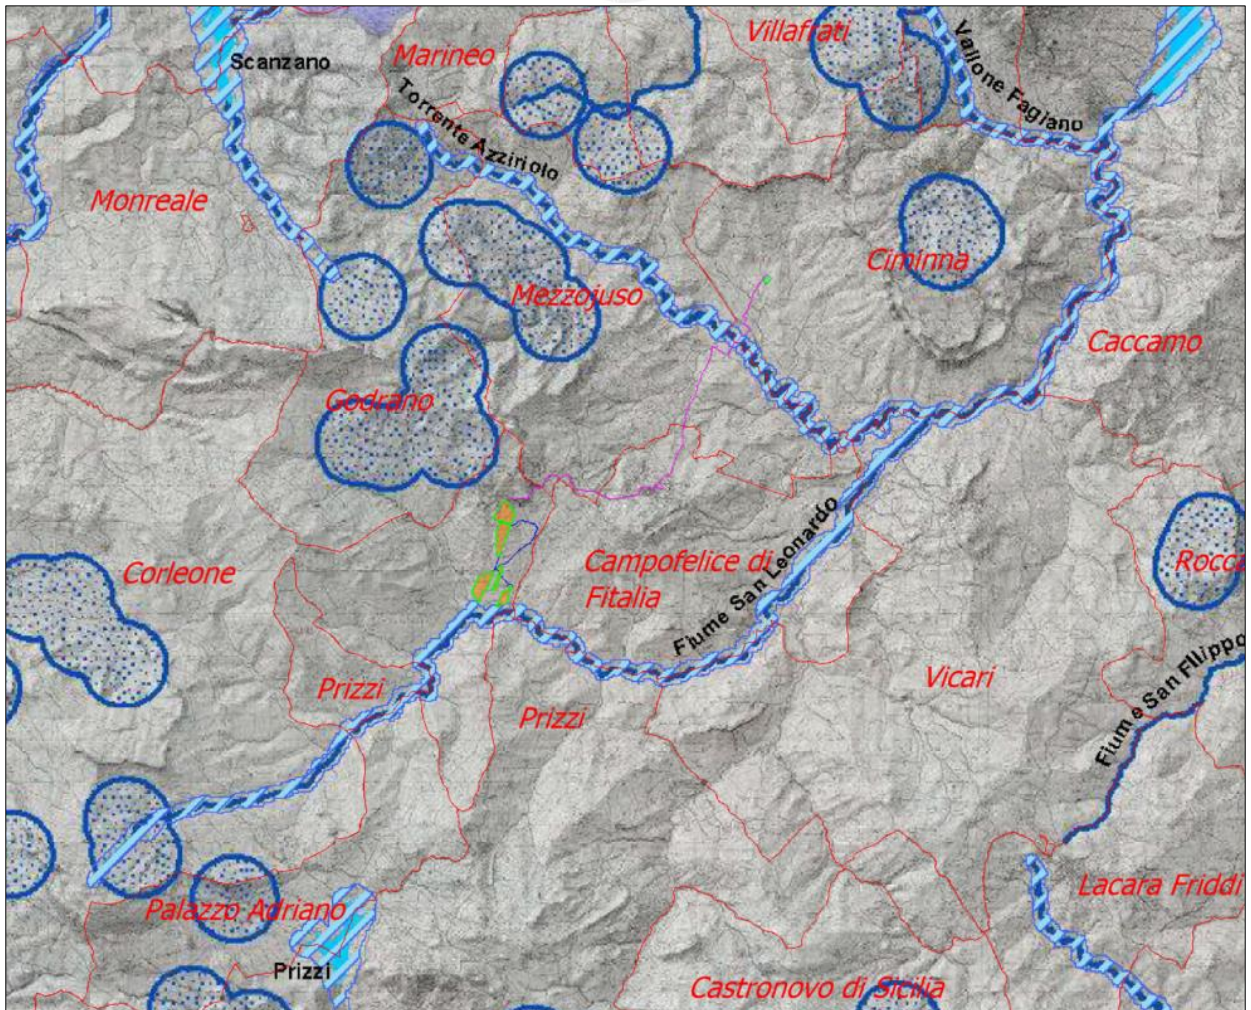 Villafrati
Marineo
Scanzano
Vallone Fagiano
Torrente Azziriolo
Monreale
Ciminna
Mezzojuso
Caccamo
Godrano
Corleone
Campofelice di
Fitalia
Fiume San Leonardo
Rocca
Fiume San Filippo
Vicari
Prizzi
Prizzi
Lacara Friddi
Palazzo Adriano
Prizzi
Castronovo di Sicilia